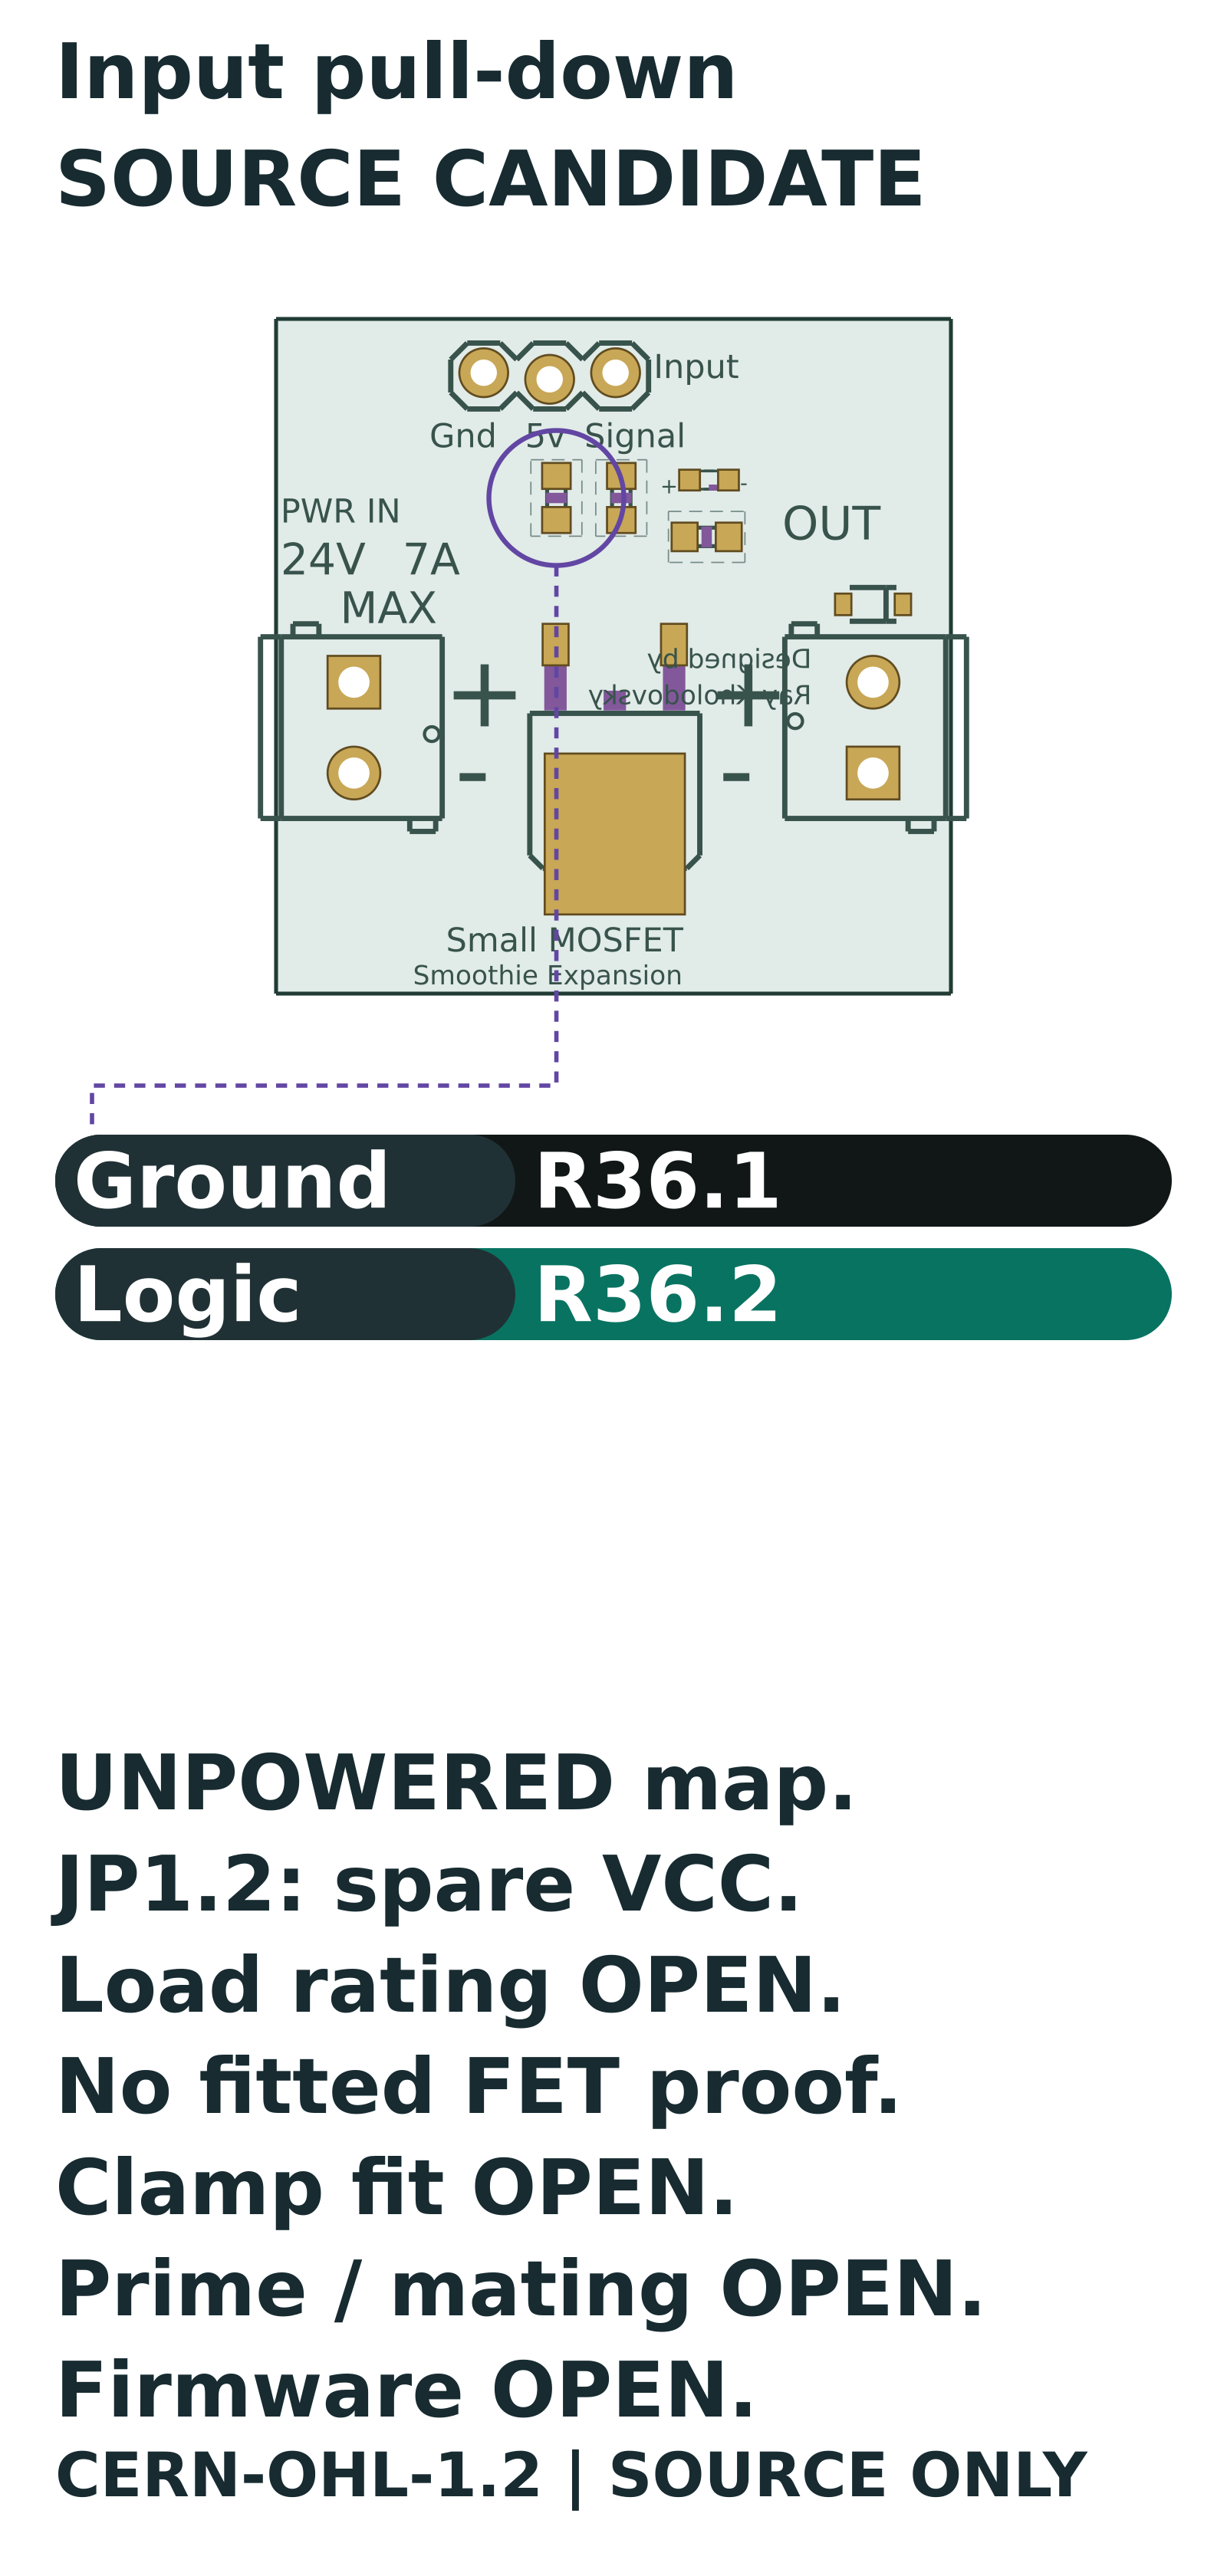 Input pull-down
SOURCE CANDIDATE
Input
Gnd 5v Signal
+ -
PWR IN
OUT
24V 7A
MAX
Designed by
Ray Kholodovsky
+ +
- -
Small MOSFET
Smoothie Expansion
Ground R36.1
Logic R36.2
UNPOWERED map.
JP1.2: spare VCC.
Load rating OPEN.
No fitted FET proof.
Clamp fit OPEN.
Prime / mating OPEN.
Firmware OPEN.
CERN-OHL-1.2 | SOURCE ONLY